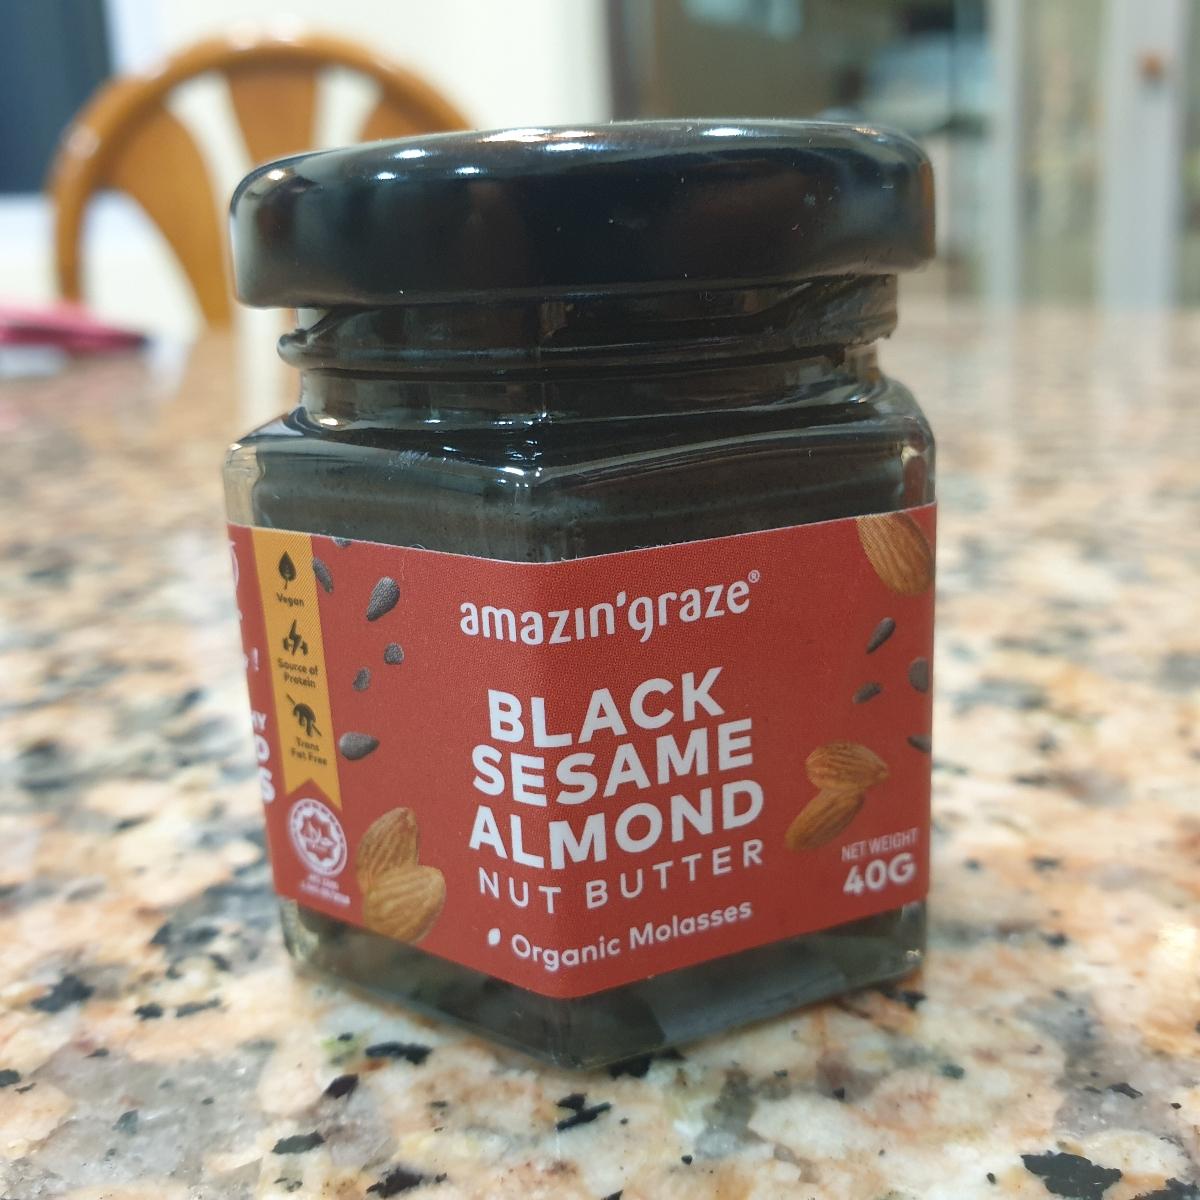 amazin'graze®
BLACK
SESAME
ALMOND
NUT BUTTER
Organic Molasses
NET WEIGHT
40G
Vegan
Source of
Protein
Trans
Fat Free